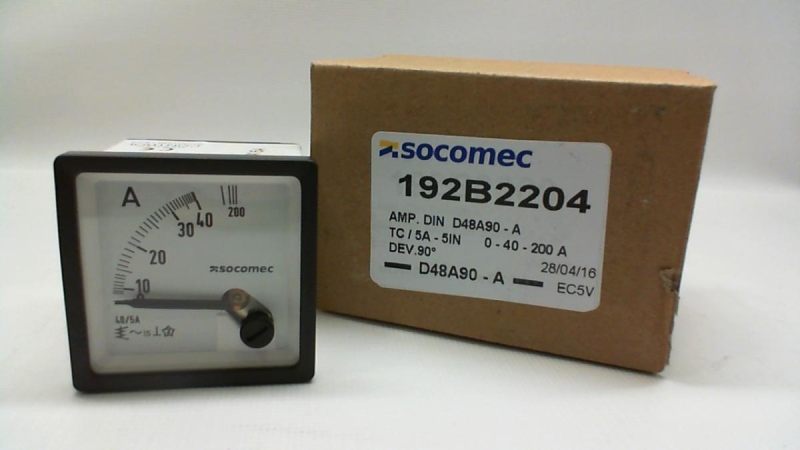 A
10
20
30
40
200
socomec
40/5A
socomec
192B2204
AMP. DIN D48A90 - A
TC / 5A - 5IN 0 - 40 - 200 A
DEV.90°
28/04/16
D48A90 - A
EC5V